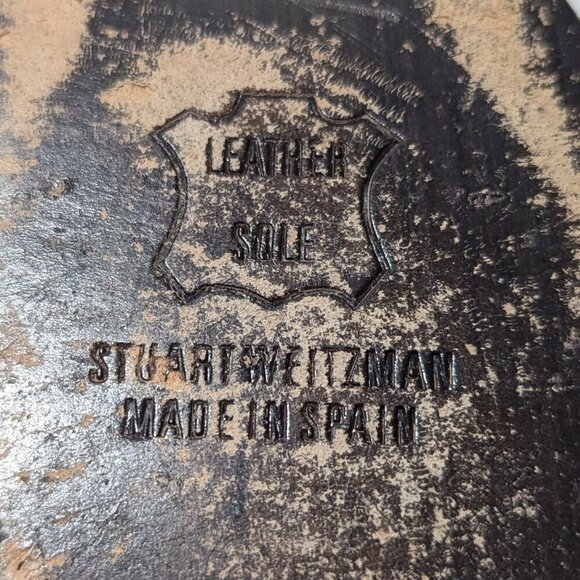 LEATHER
SOLE
STUART WEITZMAN
MADE IN SPAIN